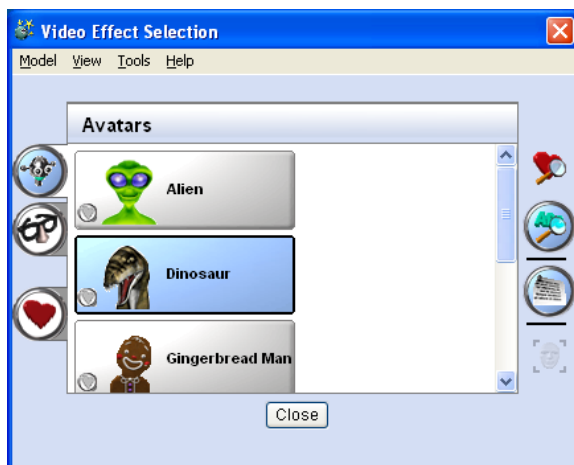 Video Effect Selection
Model View Tools Help
Avatars
Alien
Dinosaur
Gingerbread Man
Close